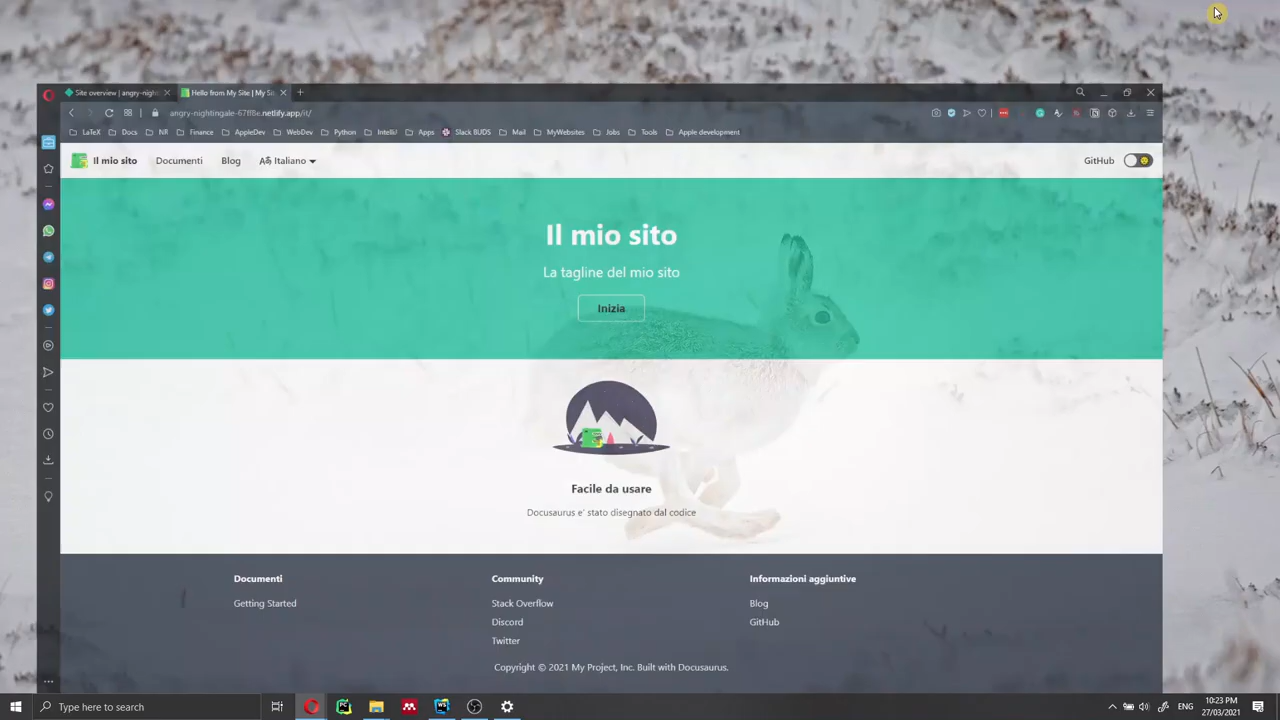 Site overview | angry-nigh
Hello from My Site | My Si
angry-nightingale-67ff8e.netlify.app/it/
LaTeX Docs NR Finance AppleDev WebDev Python IntelliJ Apps Slack BUDS Mail MyWebsites Jobs Tools Apple development
Il mio sito Documenti Blog Italiano GitHub
Il mio sito
La tagline del mio sito
Inizia
Facile da usare
Docusaurus e' stato disegnato dal codice
Documenti
Getting Started
Community
Stack Overflow
Discord
Twitter
Informazioni aggiuntive
Blog
GitHub
Copyright © 2021 My Project, Inc. Built with Docusaurus.
Type here to search
PC
WS
ENG
10:23 PM
27/03/2021